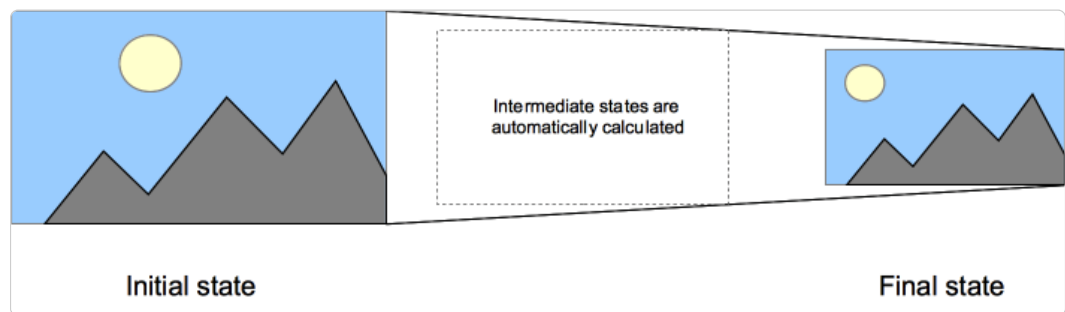 Intermediate states are
automatically calculated
Initial state
Final state